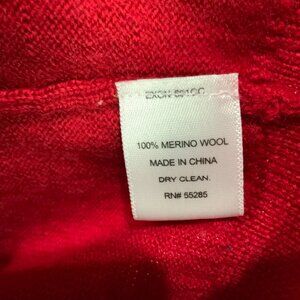 100% MERINO WOOL
MADE IN CHINA
DRY CLEAN.
RN# 55285